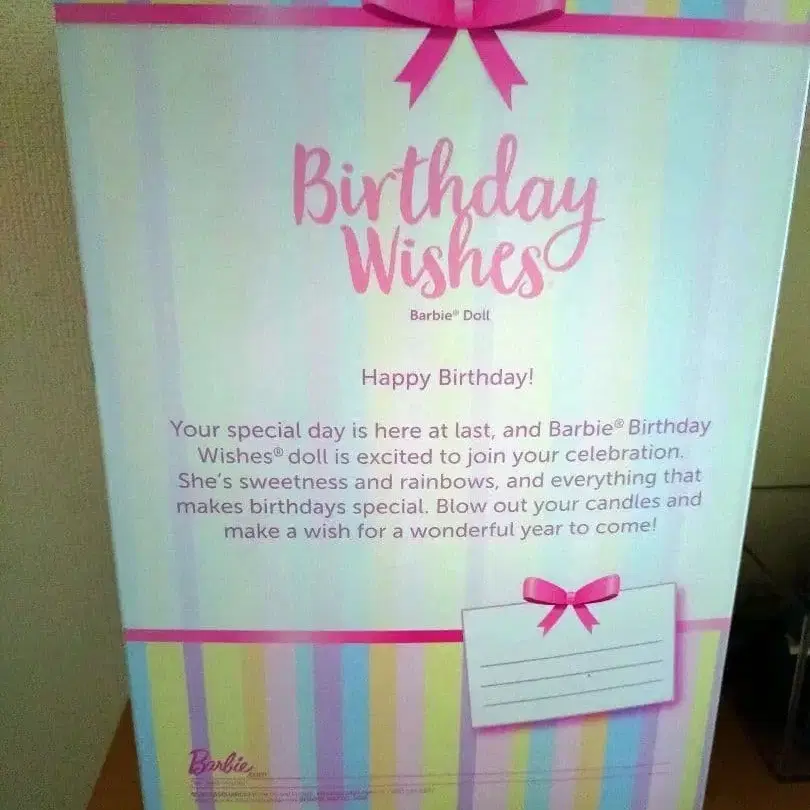 Birthday
Wishes®
Barbie® Doll
Happy Birthday!
Your special day is here at last, and Barbie® Birthday
Wishes® doll is excited to join your celebration.
She's sweetness and rainbows, and everything that
makes birthdays special. Blow out your candles and
make a wish for a wonderful year to come!
Barbie.com